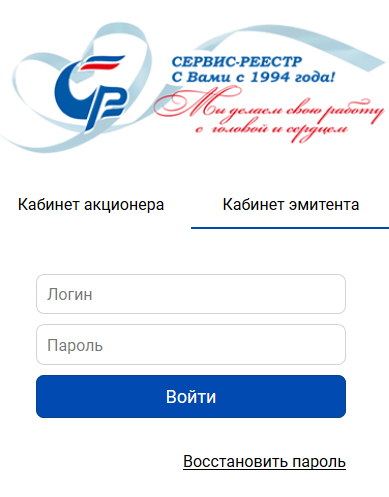 СЕРВИС-РЕЕСТР
С Вами с 1994 года!
Мы делаем свою работу
с головой и сердцем
Кабинет акционера
Кабинет эмитента
Логин
Пароль
Войти
Восстановить пароль